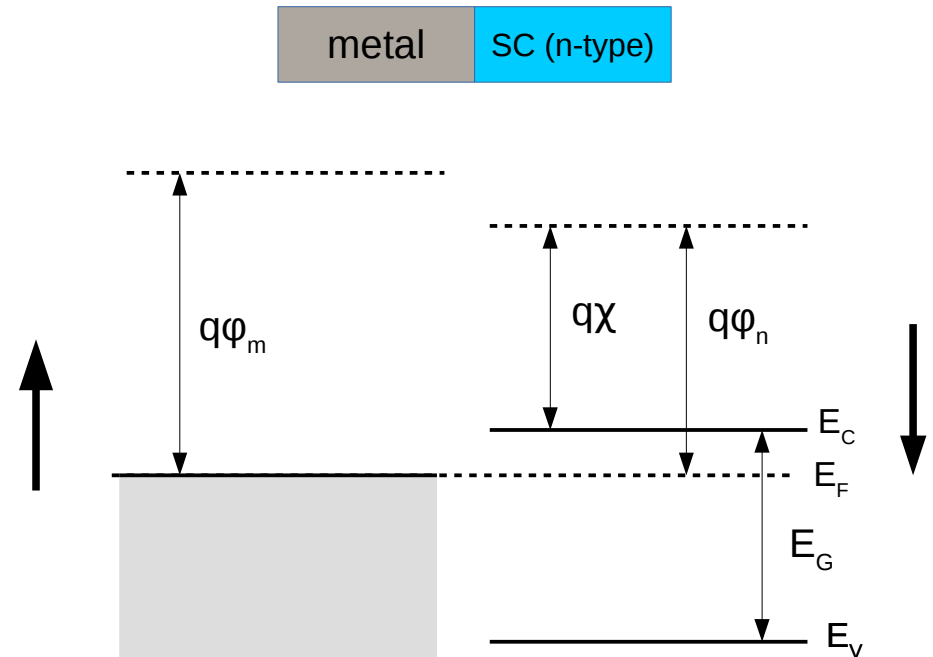 metal
SC (n-type)
qφm
qχ
qφn
EC
EF
EG
EV